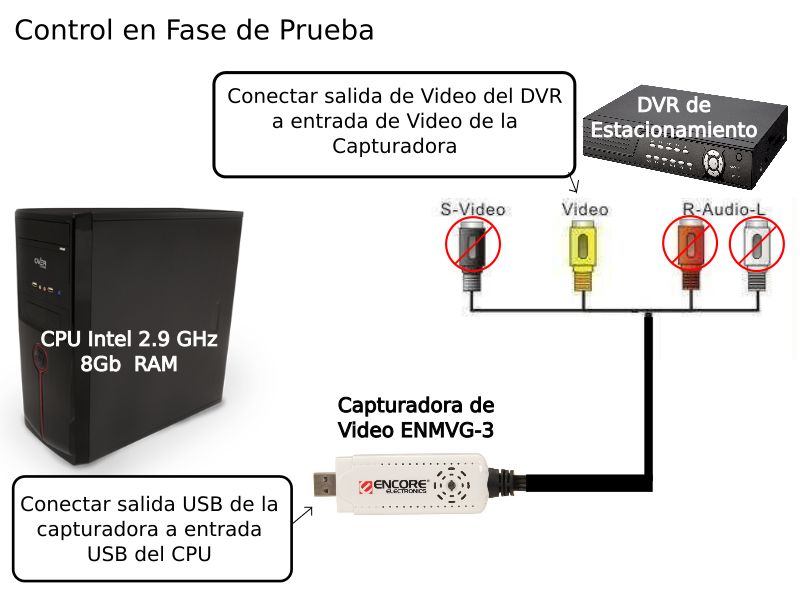 Control en Fase de Prueba
Conectar salida de Video del DVR
a entrada de Video de la
Capturadora
DVR de
Estacionamiento
S-Video
Video
R-Audio-L
CPU Intel 2.9 GHz
8Gb RAM
Capturadora de
Video ENMVG-3
ENCORE
ELECTRONICS
Conectar salida USB de la
capturadora a entrada
USB del CPU